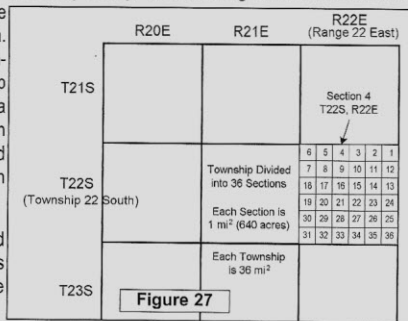 R20E R21E R22E
(Range 22 East)
T21S
Section 4
T22S, R22E
6 5 4 3 2 1
7 8 9 10 11 12
18 17 16 15 14 13
19 20 21 22 23 24
30 29 28 27 26 25
31 32 33 34 35 36
Township Divided
into 36 Sections
T22S
(Township 22 South)
Each Section is
1 mi² (640 acres)
Each Township
is 36 mi²
T23S
Figure 27